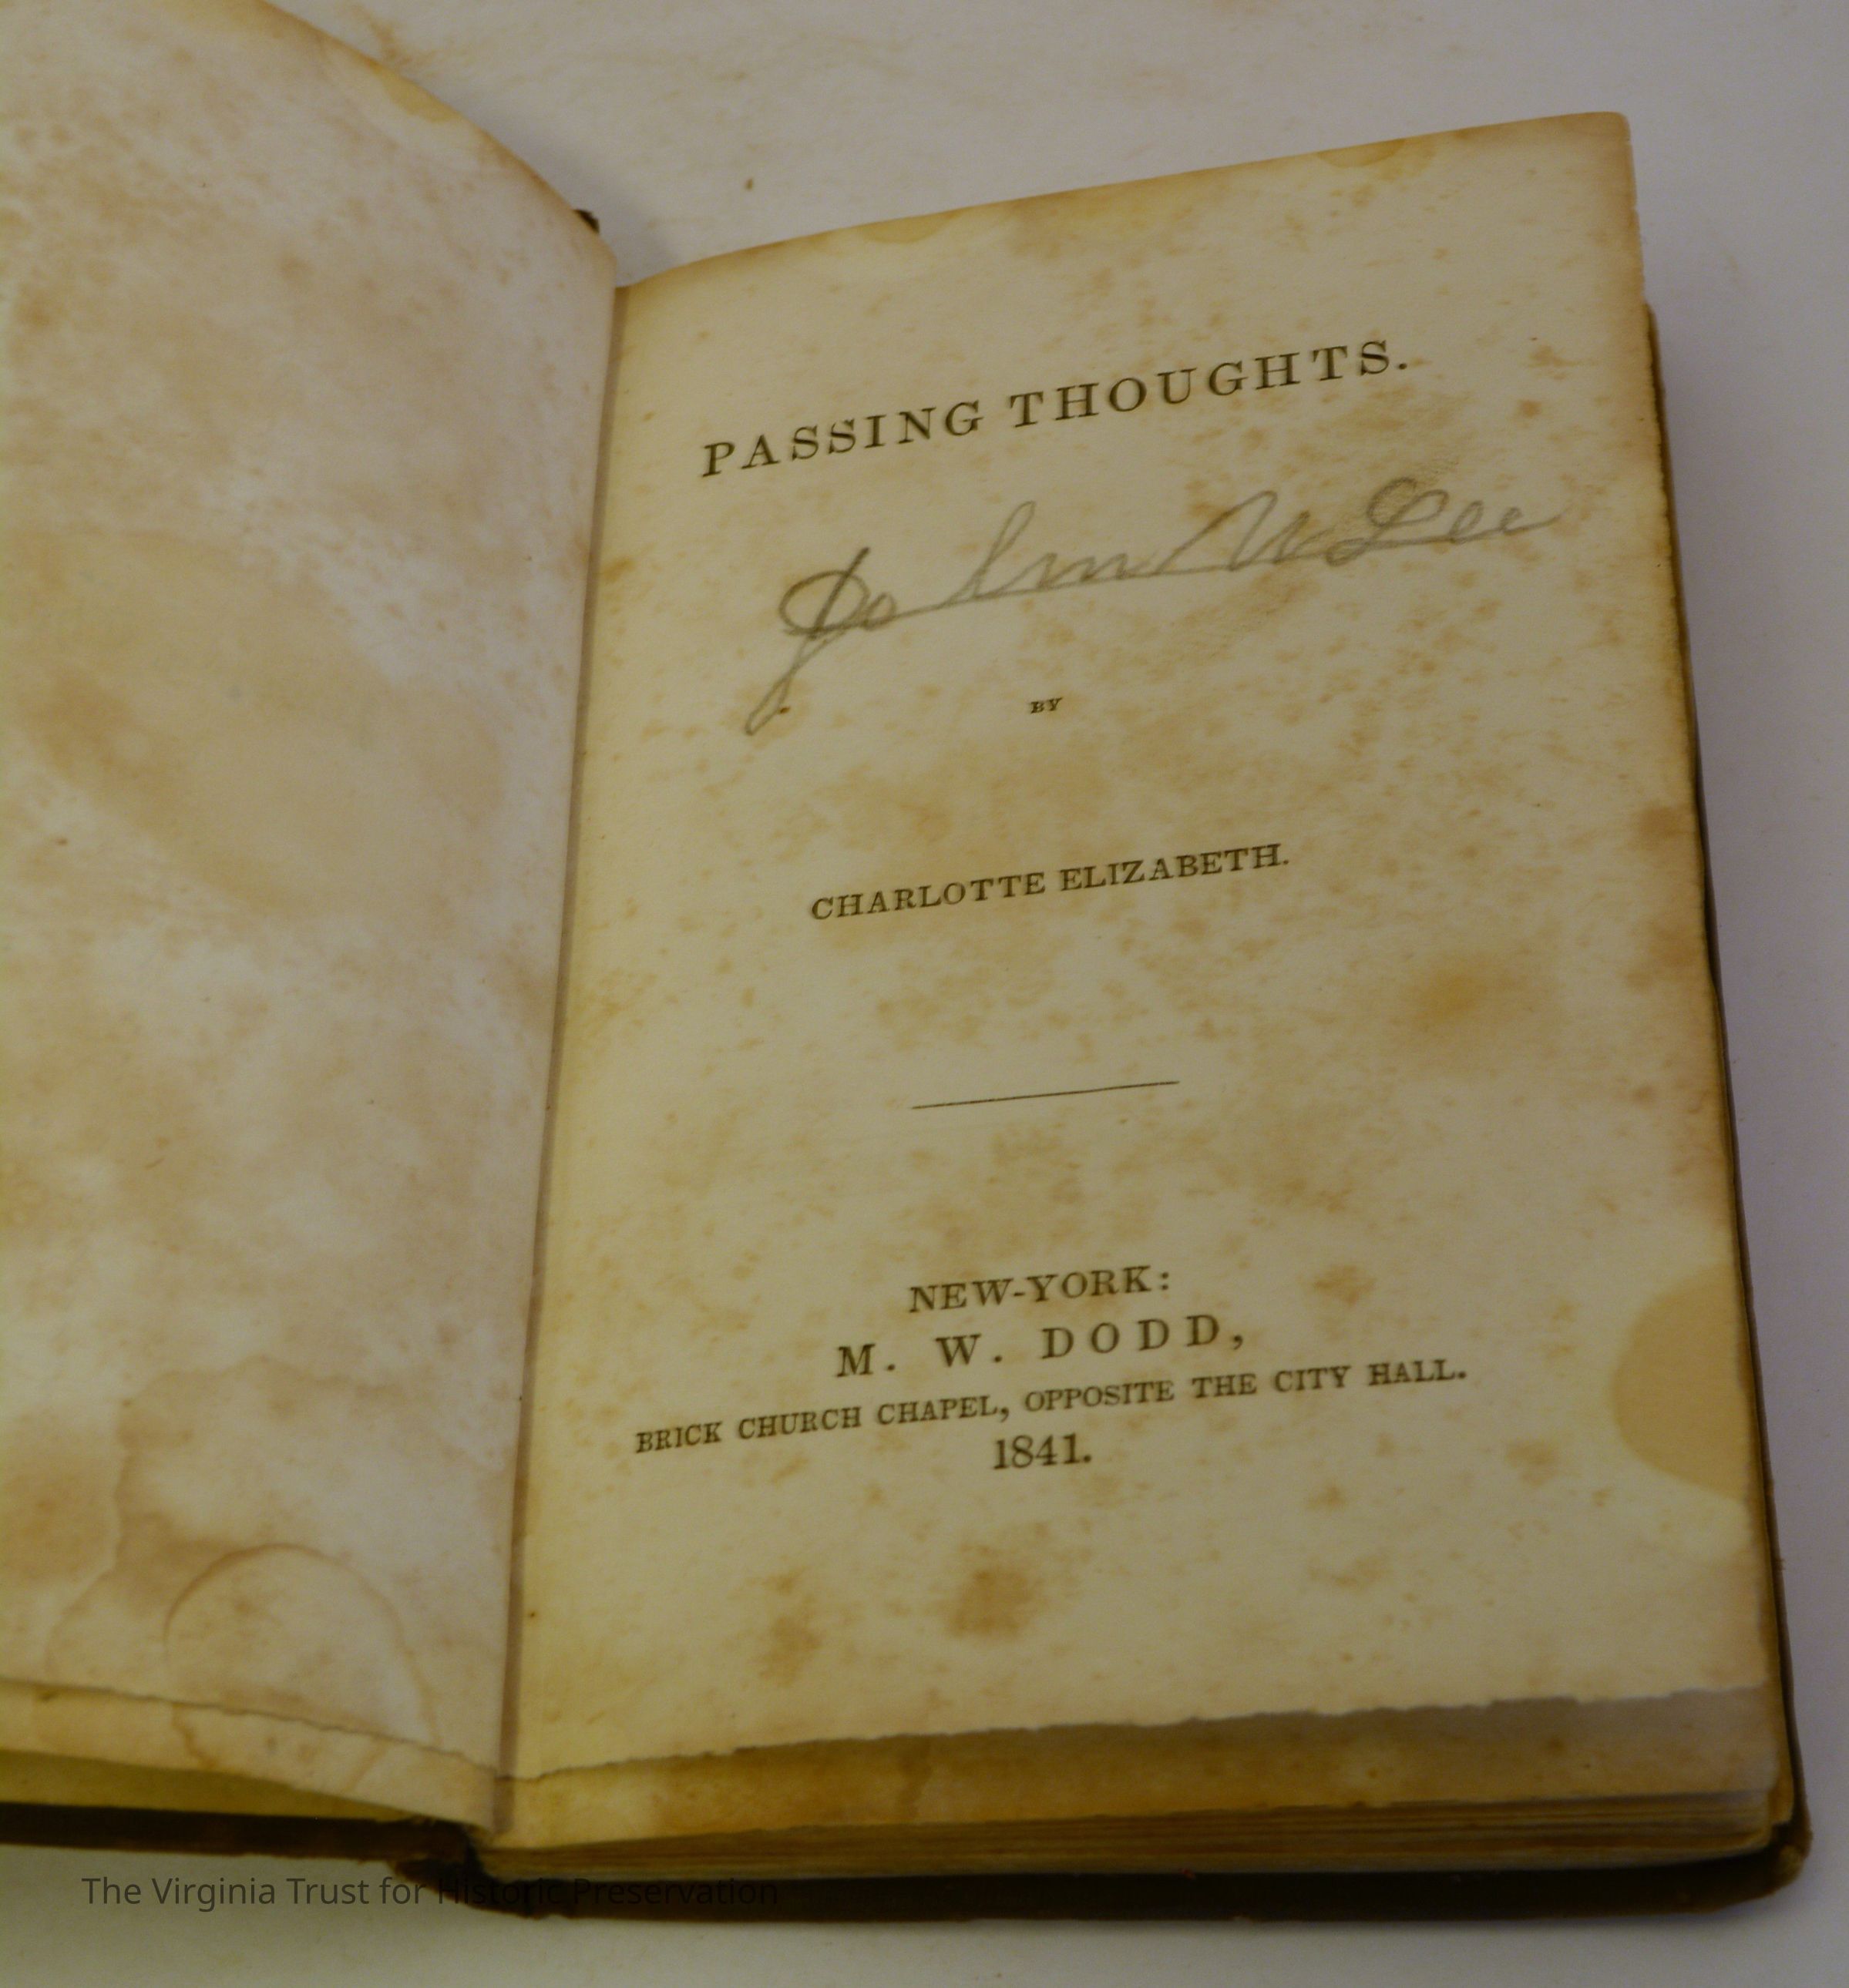 PASSING THOUGHTS.
John M Lee
BY
CHARLOTTE ELIZABETH.
NEW-YORK:
M. W. DODD,
BRICK CHURCH CHAPEL, OPPOSITE THE CITY HALL.
1841.
The Virginia Trust for Historic Preservation